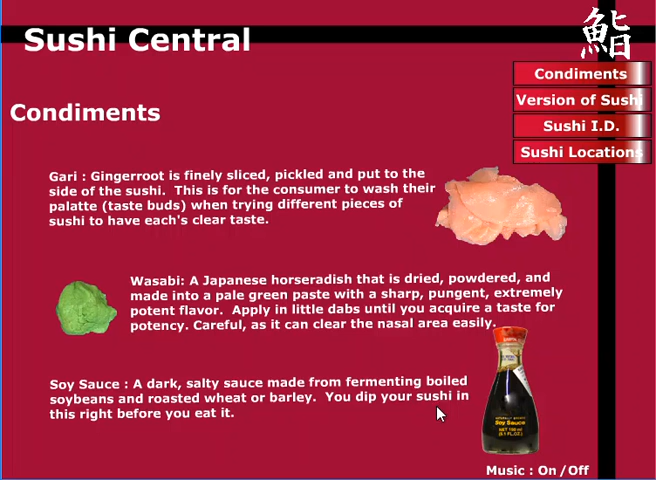 Sushi Central
鮨
Condiments
Version of Sushi
Sushi I.D.
Sushi Locations
Condiments
Gari : Gingerroot is finely sliced, pickled and put to the
side of the sushi.  This is for the consumer to wash their
palatte (taste buds) when trying different pieces of
sushi to have each's clear taste.
Wasabi: A Japanese horseradish that is dried, powdered, and
made into a pale green paste with a sharp, pungent, extremely
potent flavor.  Apply in little dabs until you acquire a taste for
potency. Careful, as it can clear the nasal area easily.
Soy Sauce : A dark, salty sauce made from fermenting boiled
soybeans and roasted wheat or barley.  You dip your sushi in
this right before you eat it.
Soy Sauce
Music : On /Off